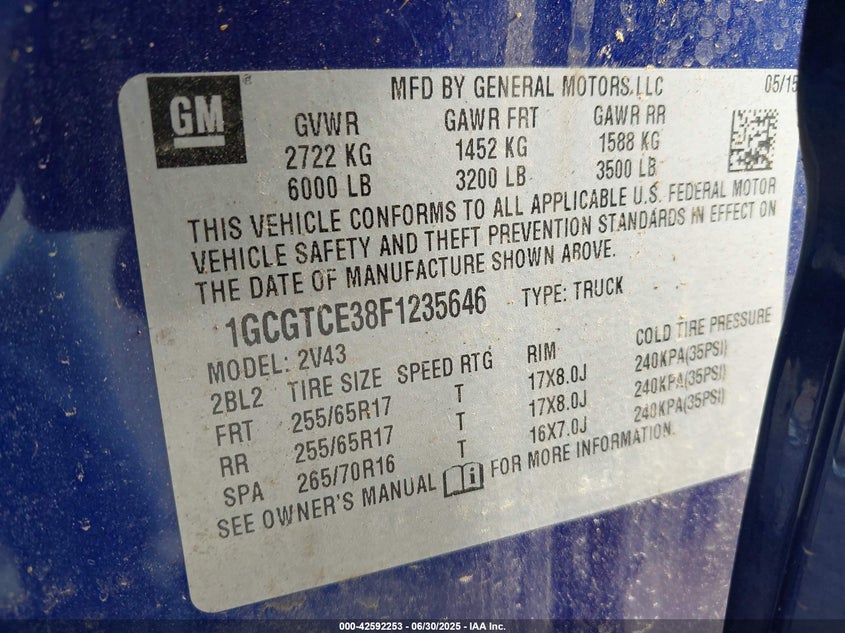 GM
MFD BY GENERAL MOTORS LLC 05/15
GVWR GAWR FRT GAWR RR
2722 KG 1452 KG 1588 KG
6000 LB 3200 LB 3500 LB
THIS VEHICLE CONFORMS TO ALL APPLICABLE U.S. FEDERAL MOTOR
VEHICLE SAFETY AND THEFT PREVENTION STANDARDS IN EFFECT ON
THE DATE OF MANUFACTURE SHOWN ABOVE.
1GCGTCE38F1235646 TYPE: TRUCK
MODEL: 2V43
2BL2 TIRE SIZE SPEED RTG RIM COLD TIRE PRESSURE
FRT 255/65R17 T 17X8.0J 240KPA(35PSI)
RR 255/65R17 T 17X8.0J 240KPA(35PSI)
SPA 265/70R16 T 16X7.0J 240KPA(35PSI)
SEE OWNER'S MANUAL FOR MORE INFORMATION.
000-42592253 - 06/30/2025 - IAA Inc.